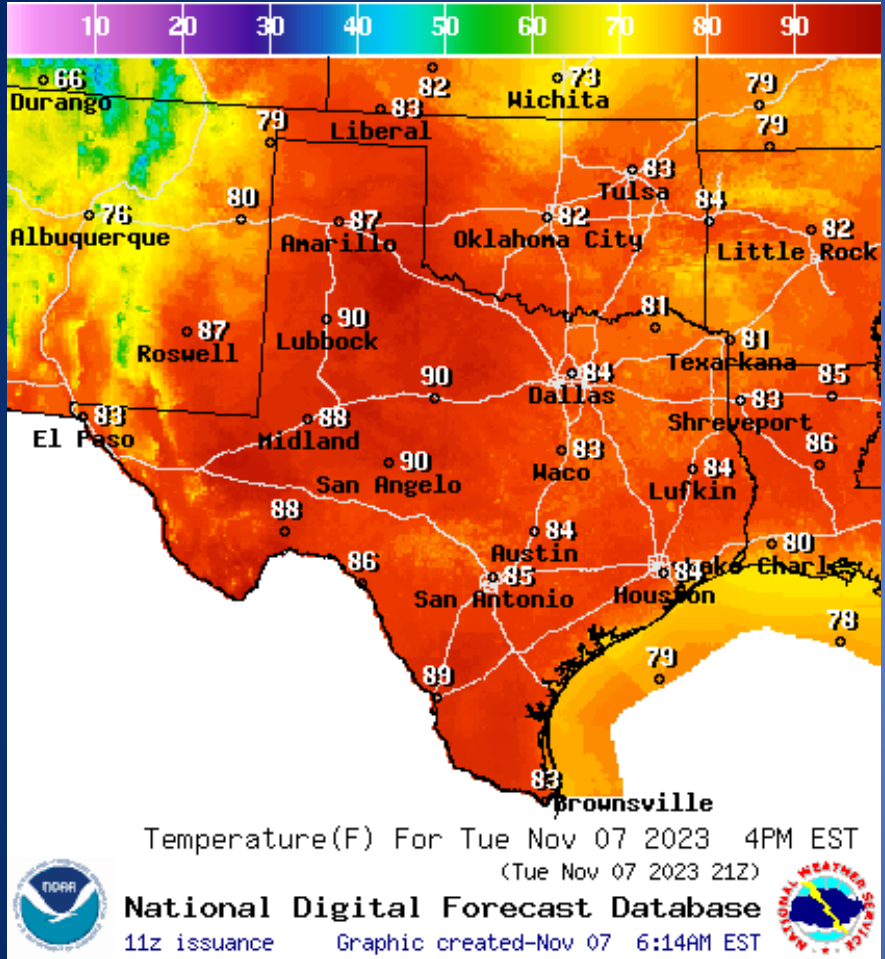 10 20 30 40 50 60 70 80 90
66
Durango
82
73
Wichita
79
83
Liberal
79
79
83
Tulsa
76
Albuquerque
80
87
Amarillo
82
Oklahoma City
84
82
Little Rock
87
Roswell
90
Lubbock
81
81
Texarkana
84
Dallas
90
83
Shreveport
85
83
El Paso
88
Midland
90
San Angelo
83
Waco
84
Lufkin
86
88
84
Austin
80
Lake Charles
86
85
San Antonio
84
Houston
78
79
89
83
Brownsville
Temperature(F) For Tue Nov 07 2023 4PM EST
(Tue Nov 07 2023 21Z)
NOAA
National Digital Forecast Database
11z issuance Graphic created-Nov 07 6:14AM EST
NATIONAL WEATHER SERVICE